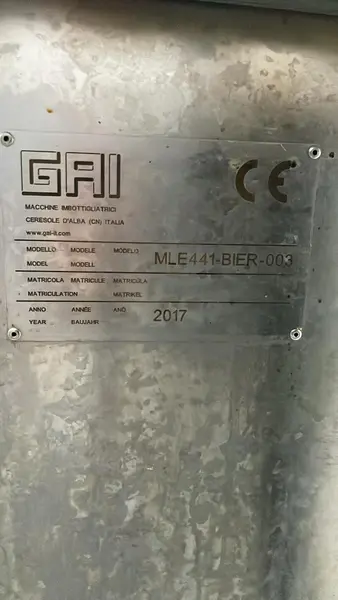 GAI
CE
MACCHINE IMBOTTIGLIATRICI
CERESOLE D'ALBA (CN) ITALIA
www.gai-it.com
MODELLO MODELE MODELO
MODEL MODELL
MLE441-BIER-003
MATRICOLA MATRICULE MATRICULA
MATRICULATION MATRIKEL
ANNO ANNÉE ANO
YEAR BAUJAHR
2017